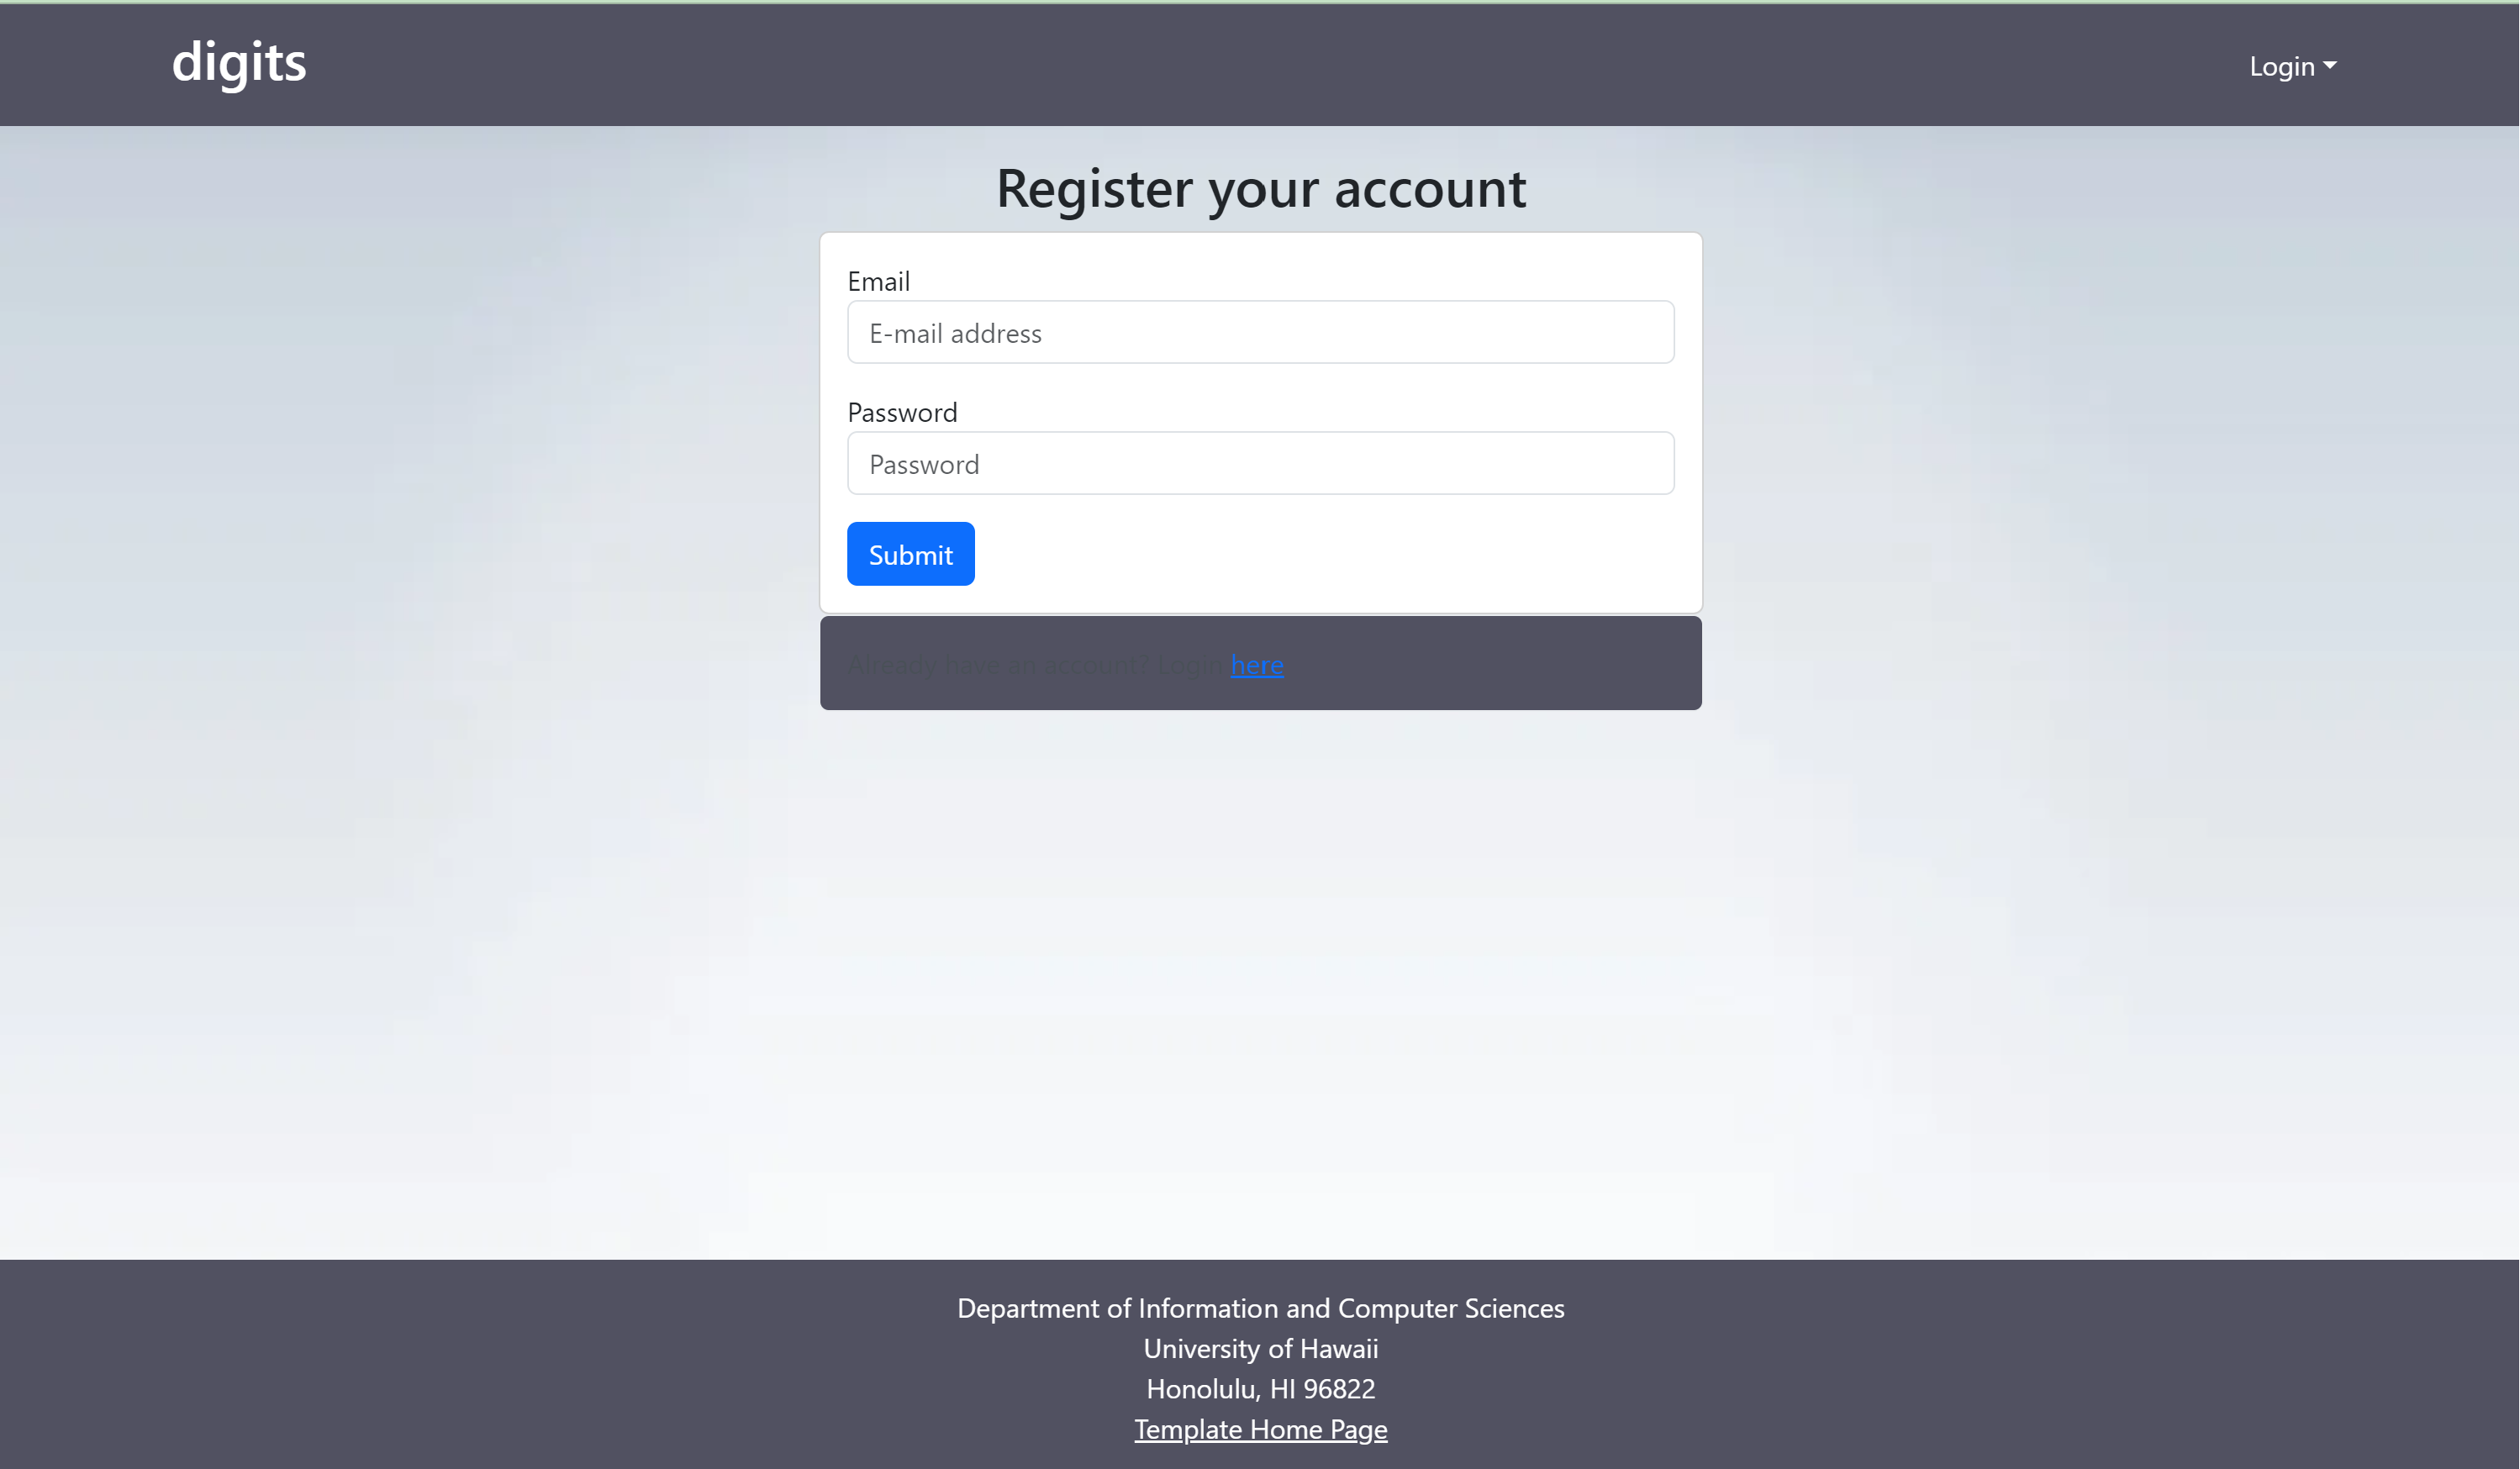 digits
Login
Register your account
Email
E-mail address
Password
Password
Submit
Already have an account? Login here
Department of Information and Computer Sciences
University of Hawaii
Honolulu, HI 96822
Template Home Page